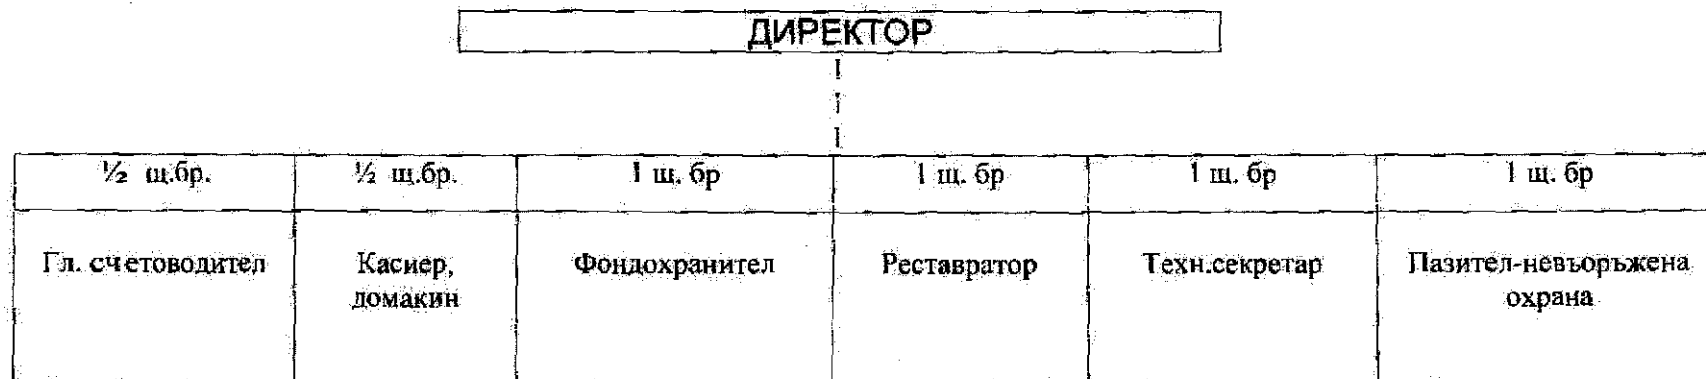 ДИРЕКТОР
½ щ.бр.
½ щ.бр.
1 щ. бр
1 щ. бр
1 щ. бр
1 щ. бр
Гл. счетоводител
Касиер,
домакин
Фондохранител
Реставратор
Техн.секретар
Пазител-невъоръжена
охрана